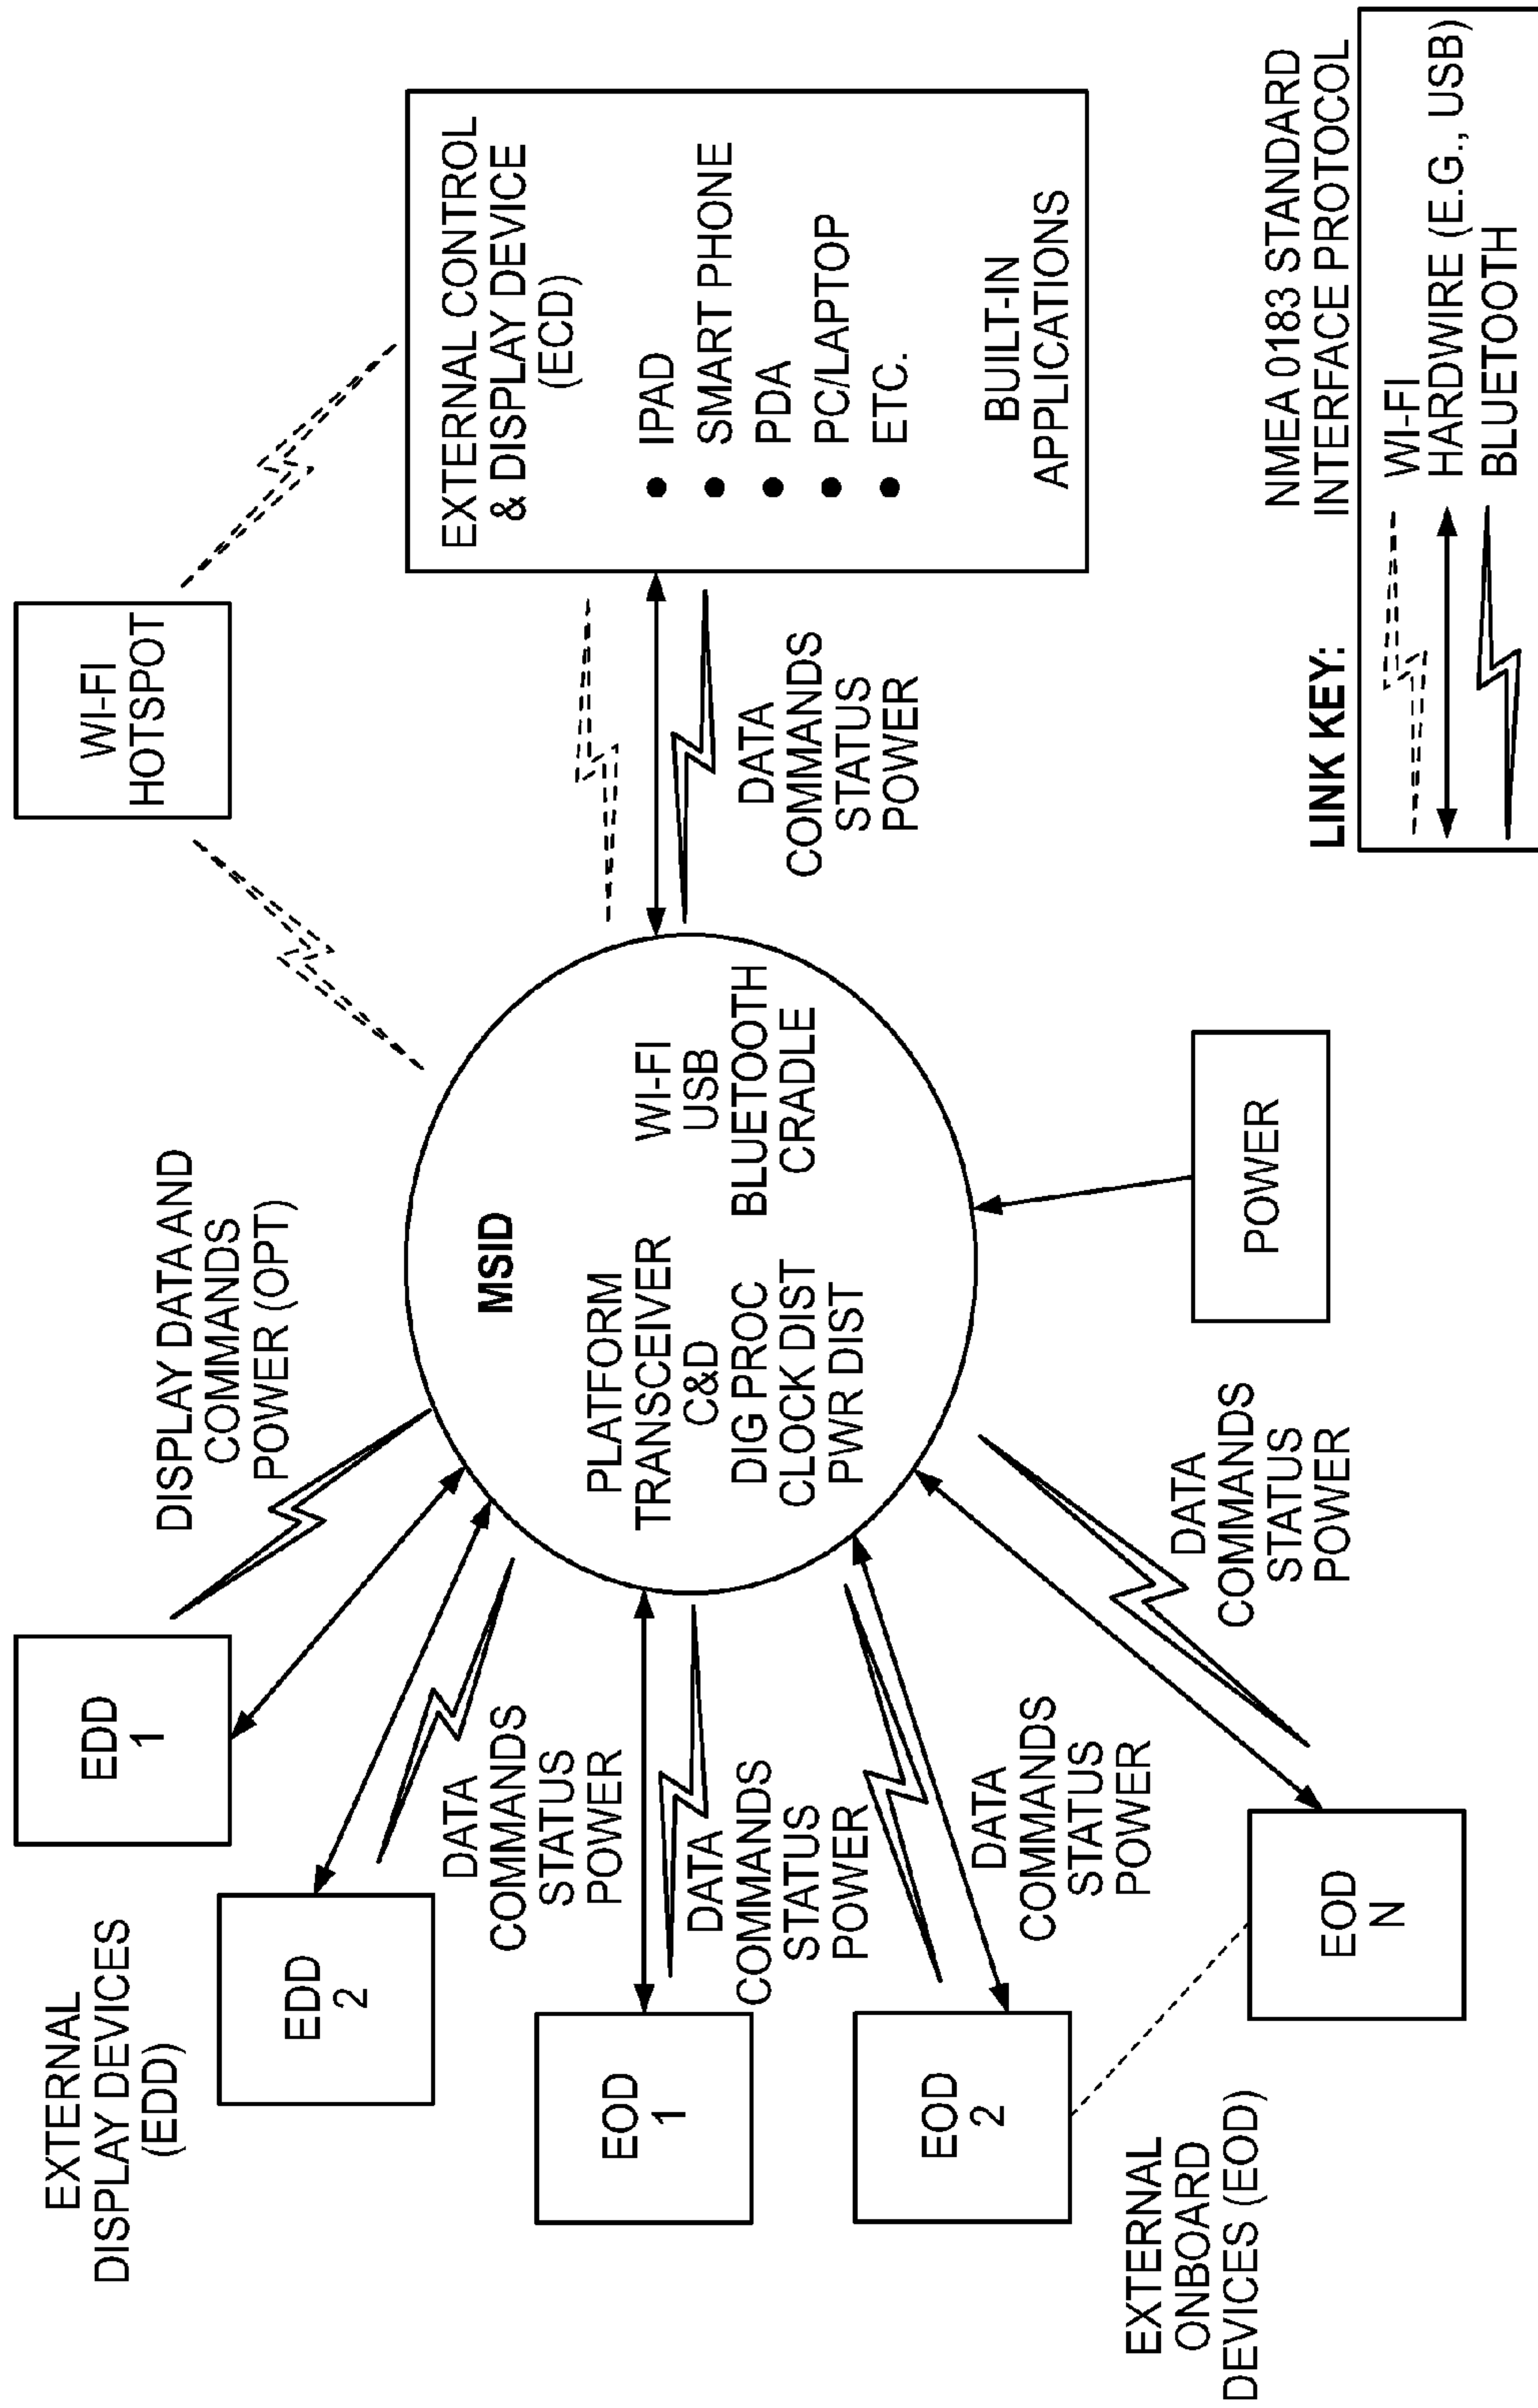 EXTERNAL
DISPLAY DEVICES
(EDD)
EDD
1
EDD
2
DISPLAY DATA AND
COMMANDS
POWER (OPT)
WI-FI
HOTSPOT
EXTERNAL CONTROL
& DISPLAY DEVICE
(ECD)
● IPAD
● SMART PHONE
● PDA
● PC/LAPTOP
● ETC.
BUILT-IN
APPLICATIONS
MSID
PLATFORM
TRANSCEIVER
C&D
DIG PROC
CLOCK DIST
PWR DIST
WI-FI
USB
BLUETOOTH
CRADLE
DATA
COMMANDS
STATUS
POWER
DATA
COMMANDS
STATUS
POWER
EOD
1
DATA
COMMANDS
STATUS
POWER
EOD
2
DATA
COMMANDS
STATUS
POWER
EOD
N
DATA
COMMANDS
STATUS
POWER
EXTERNAL
ONBOARD
DEVICES (EOD)
POWER
NMEA 0183 STANDARD
INTERFACE PROTOCOL
LINK KEY:
WI-FI
HARDWIRE (E.G., USB)
BLUETOOTH